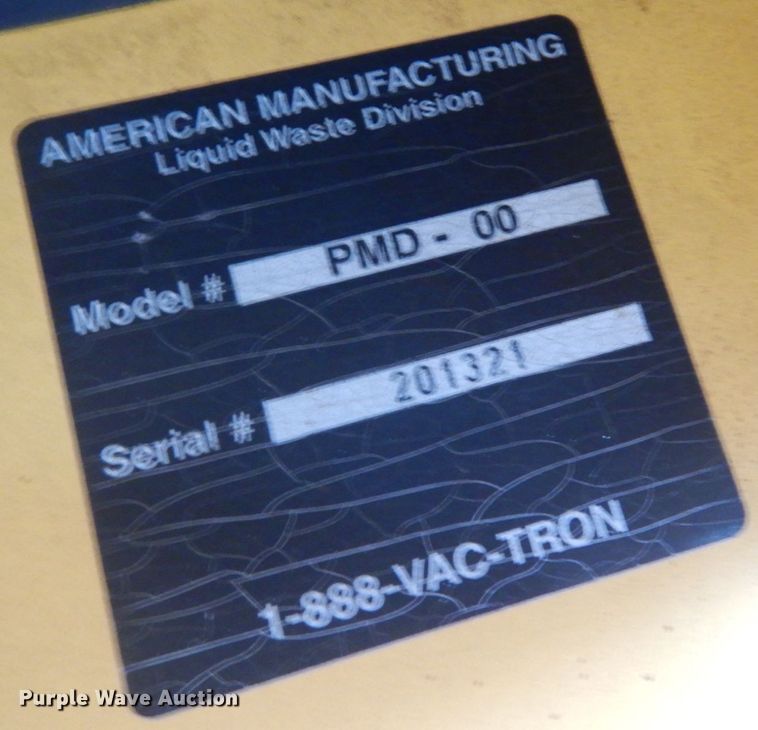 AMERICAN MANUFACTURING
Liquid Waste Division
Model # PMD - 00
Serial # 201321
1-888-VAC-TRON
Purple Wave Auction